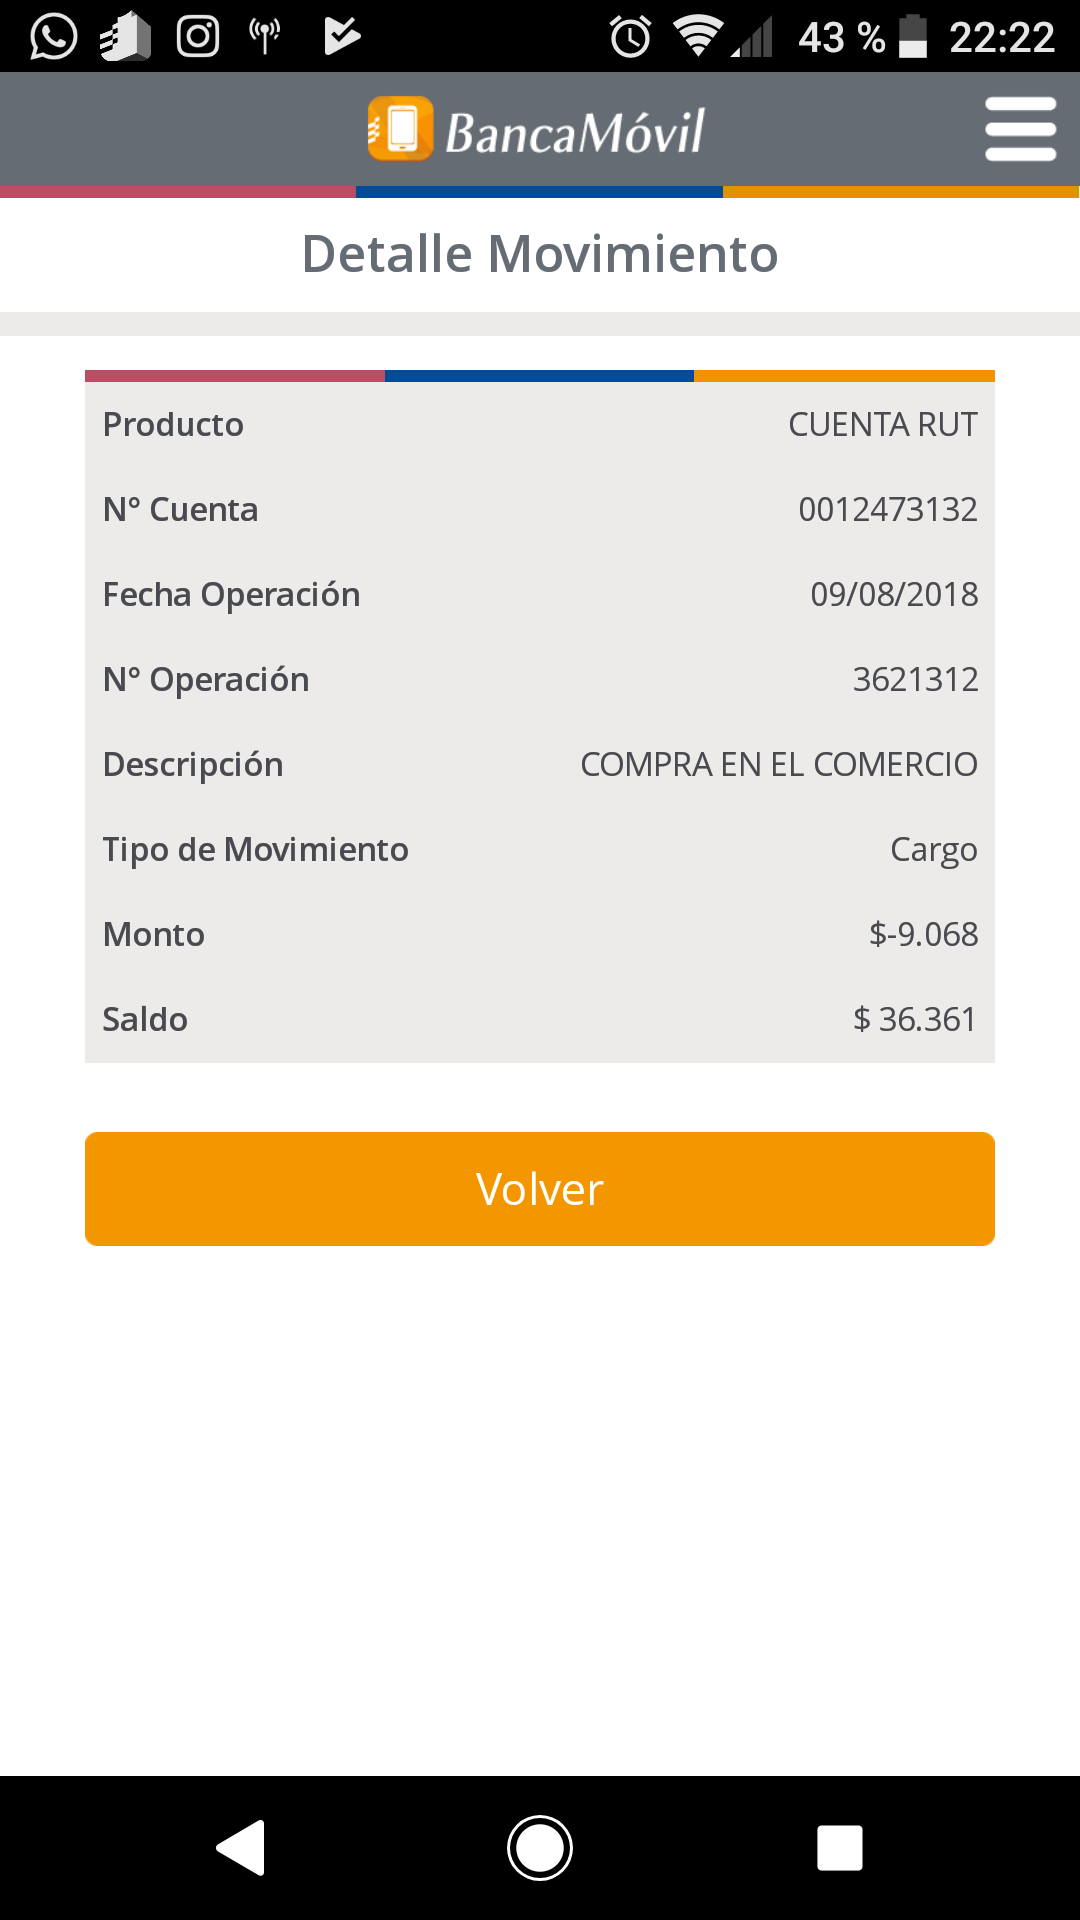 43 % 22:22
BancaMóvil
Detalle Movimiento
Producto CUENTA RUT
N° Cuenta 0012473132
Fecha Operación 09/08/2018
N° Operación 3621312
Descripción COMPRA EN EL COMERCIO
Tipo de Movimiento Cargo
Monto $-9.068
Saldo $ 36.361
Volver